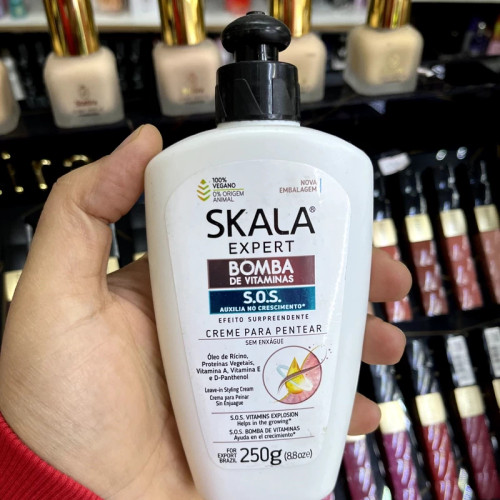 100%
VEGANO
0% ORIGEM
ANIMAL
NOVA
EMBALAGEM
SKALA®
EXPERT
BOMBA
DE VITAMINAS
S.O.S.
AUXILIA NO CRESCIMENTO*
EFEITO SURPREENDENTE
CREME PARA PENTEAR
SEM ENXÁGUE
Óleo de Rícino,
Proteínas Vegetais,
Vitamina A, Vitamina E
e D-Panthenol
Leave-in Styling Cream
Crema para Peinar
Sin Enjuague
S.O.S. VITAMINS EXPLOSION
Helps in the growing*
S.O.S. BOMBA DE VITAMINAS
Ayuda en el crecimiento*
FOR
EXPORT
BRAZIL
250g (8.8oz℮)